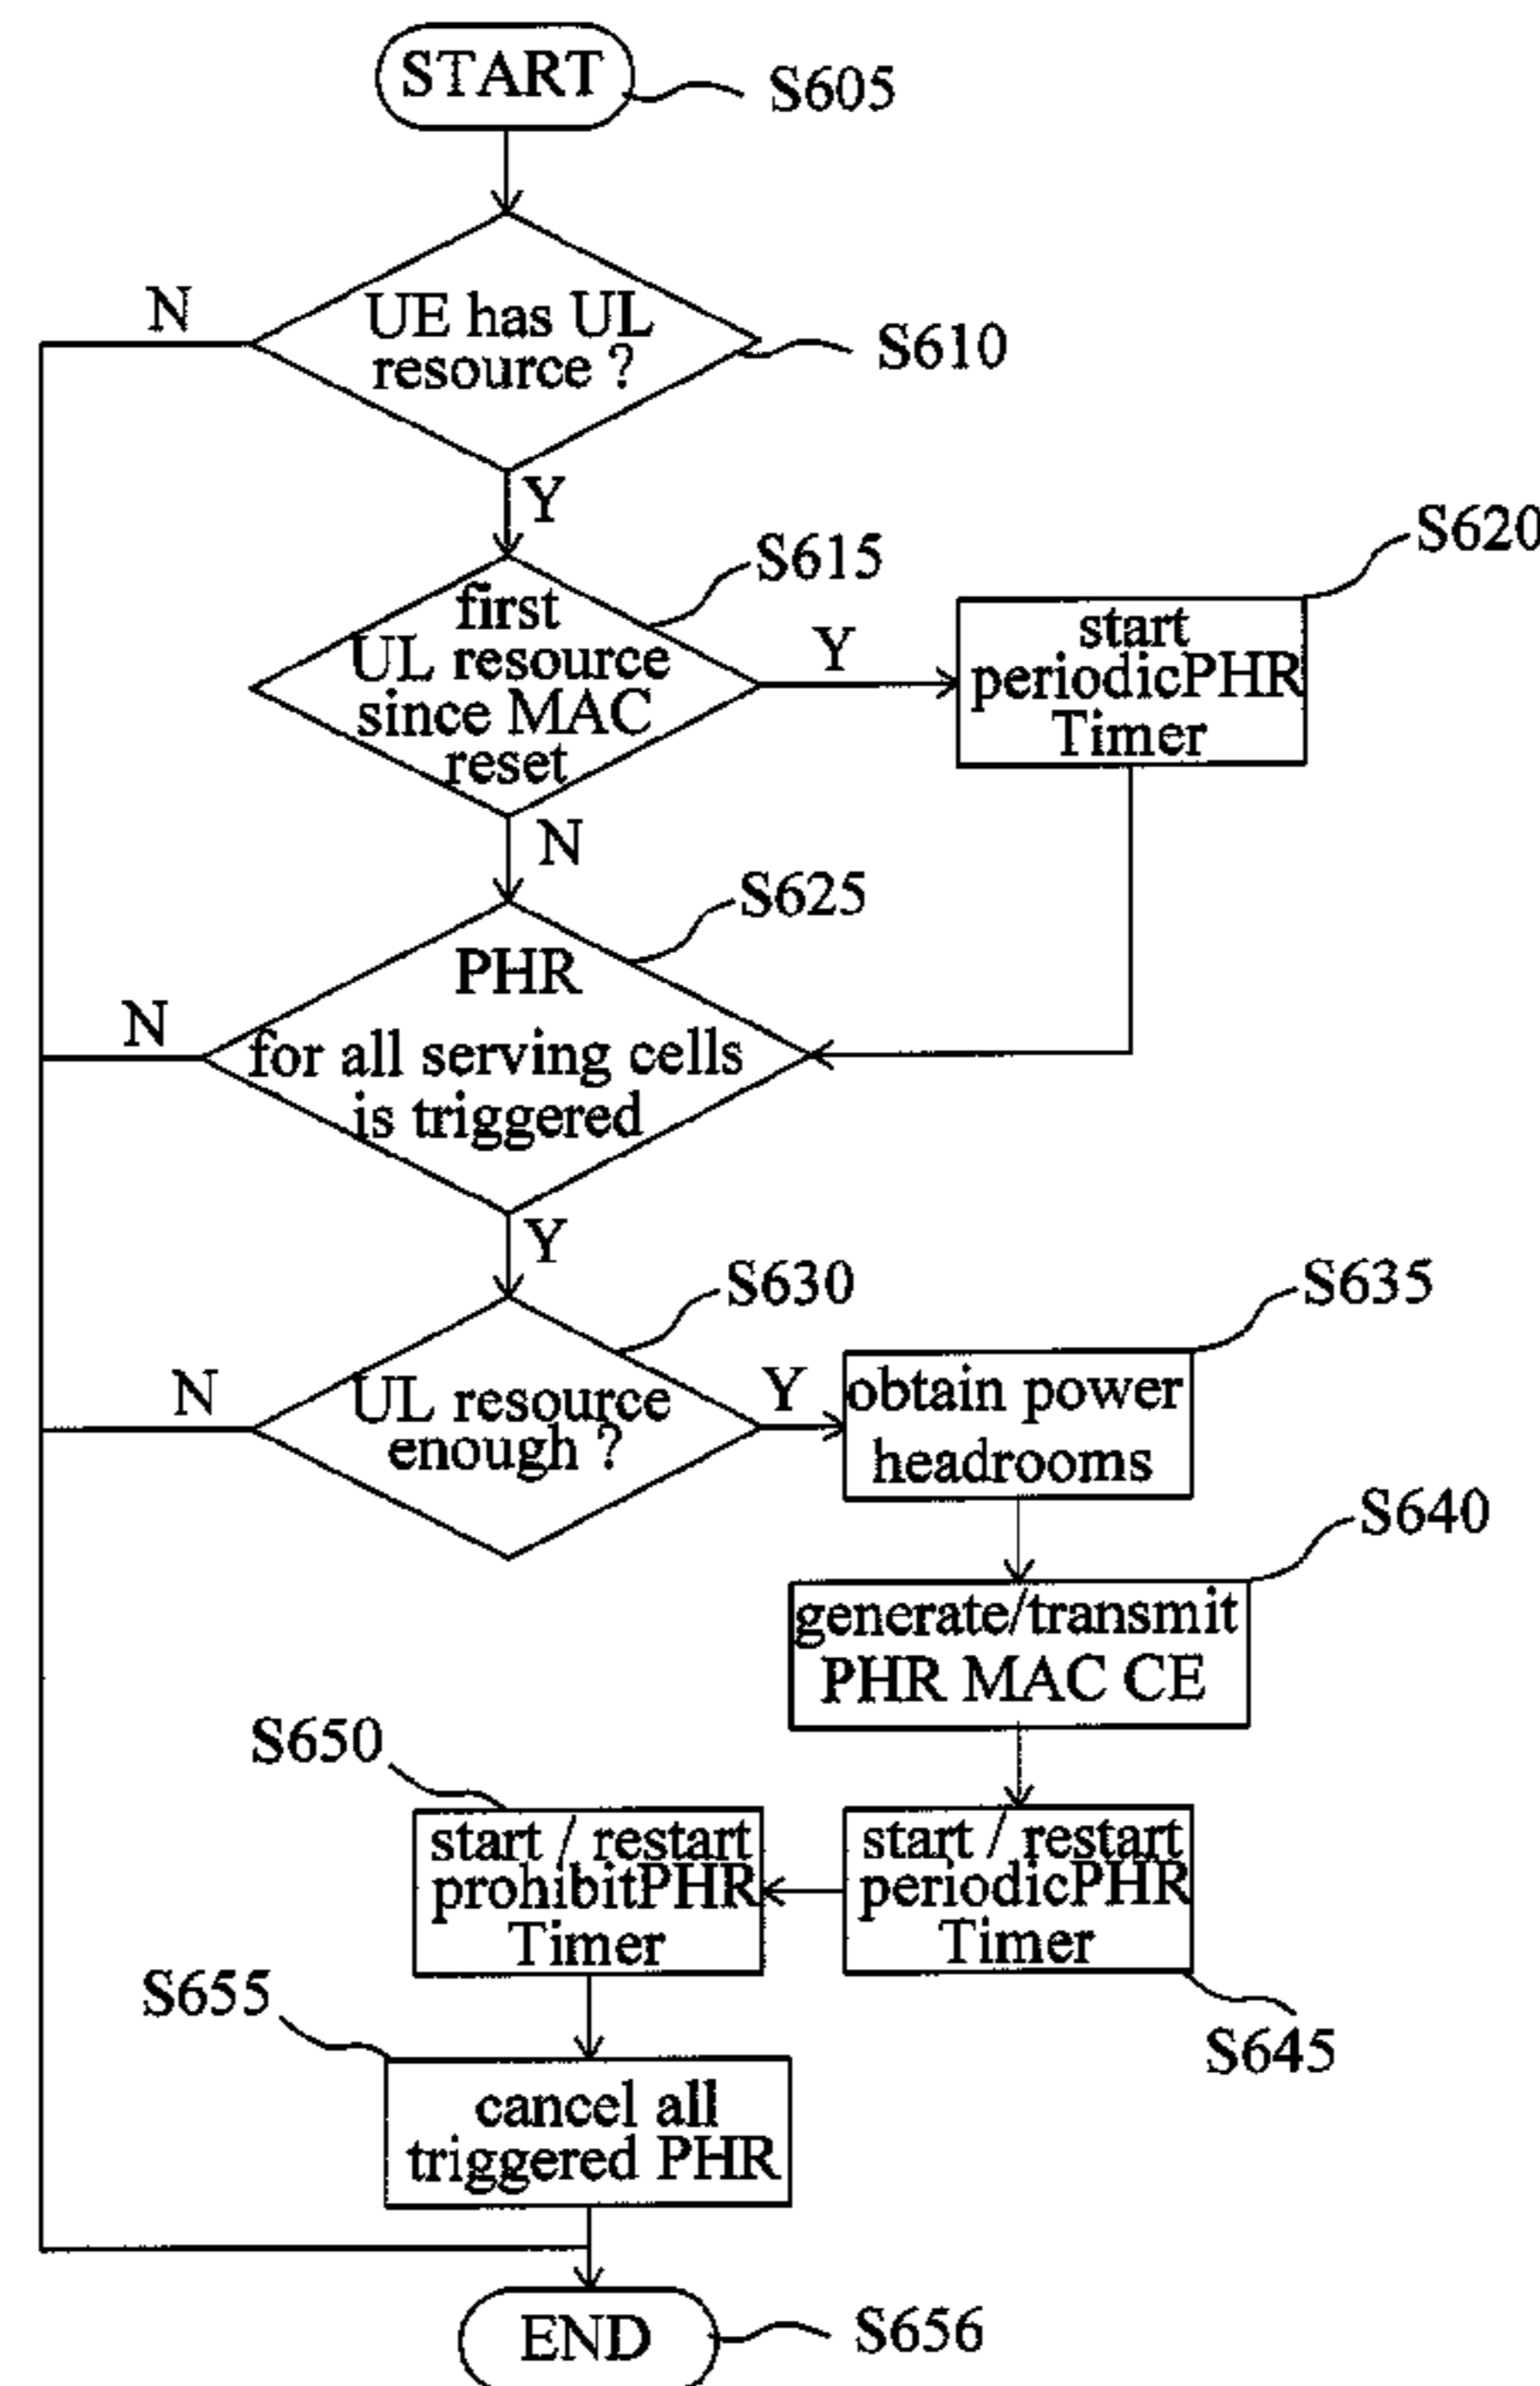 START
S605
N
UE has UL
resource ?
S610
Y
S615
S620
first
UL resource
since MAC
reset
Y
start
periodicPHR
Timer
N
S625
N
PHR
for all serving cells
is triggered
Y
S630
S635
N
UL resource
enough ?
Y
obtain power
headrooms
S640
generate/transmit
PHR MAC CE
S650
start / restart
prohibitPHR
Timer
start / restart
periodicPHR
Timer
S655
S645
cancel all
triggered PHR
END
S656